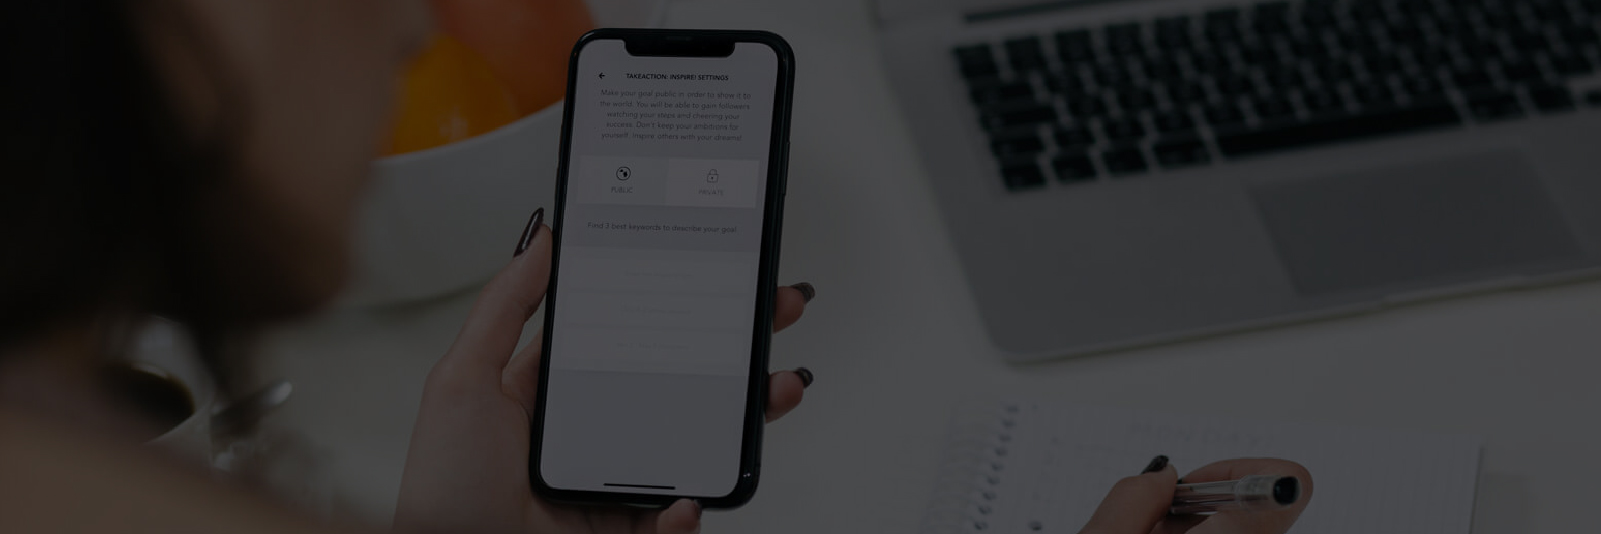 TAKEACTION: INSPIRE! SETTINGS
Make your goal public in order to show it to
the world. You will be able to gain followers
watching your steps and cheering your
success. Don't keep your ambitions for
yourself. Inspire others with your dreams!
PUBLIC
PRIVATE
Find 3 best keywords to describe your goal